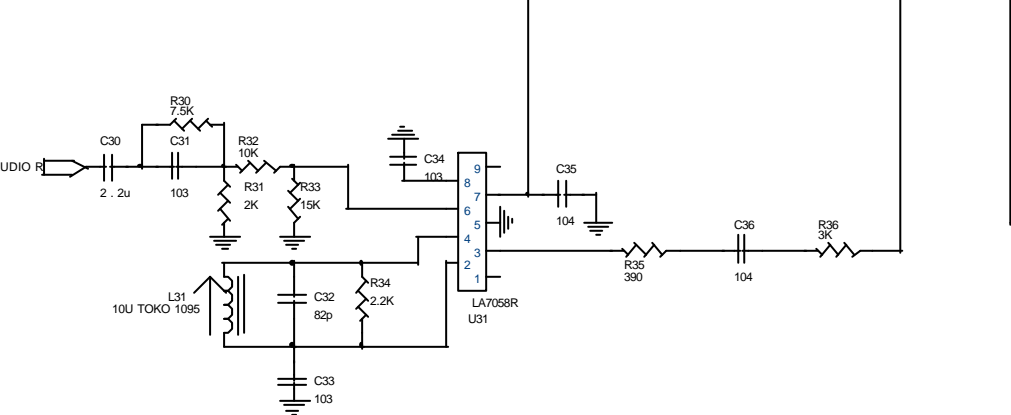 R30
7.5K
C30
C31
R32
10K
C34
103
UDIO R
2 . 2u
103
R31
2K
R33
15K
9
8
7
6
5
4
3
2
1
C35
104
C36
104
R36
3K
R35
390
LA7058R
U31
L31
10U TOKO 1095
C32
82p
R34
2.2K
C33
103